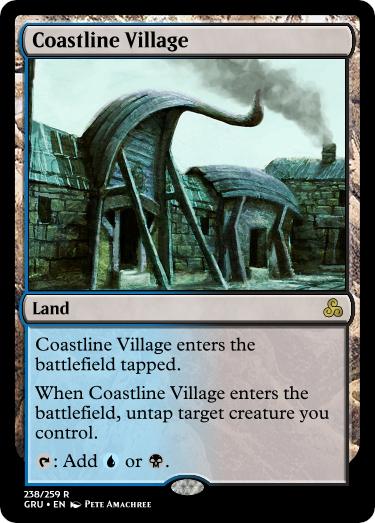 Coastline Village
Land
Coastline Village enters the
battlefield tapped.
When Coastline Village enters the
battlefield, untap target creature you
control.
: Add or .
238/259 R
GRU • EN Pete Amachree